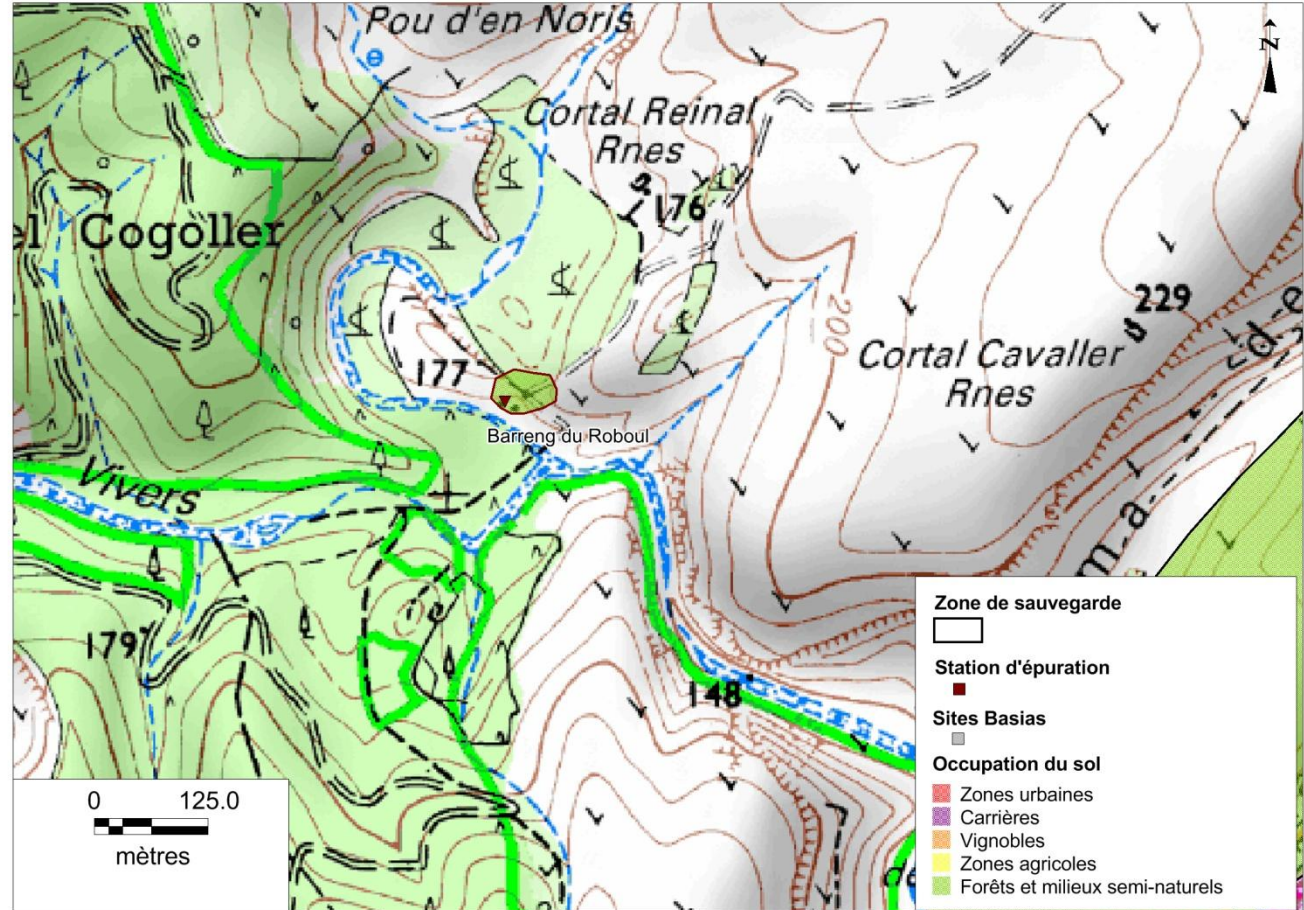 Pou d'en Noris
N
Cortal Reinal
Rnes
176
el Cogoller
229
200
177
Cortal Cavaller
Rnes
Barreng du Roboul
Vivers
179
148
0 125.0
mètres
Zone de sauvegarde
Station d'épuration
Sites Basias
Occupation du sol
Zones urbaines
Carrières
Vignobles
Zones agricoles
Forêts et milieux semi-naturels